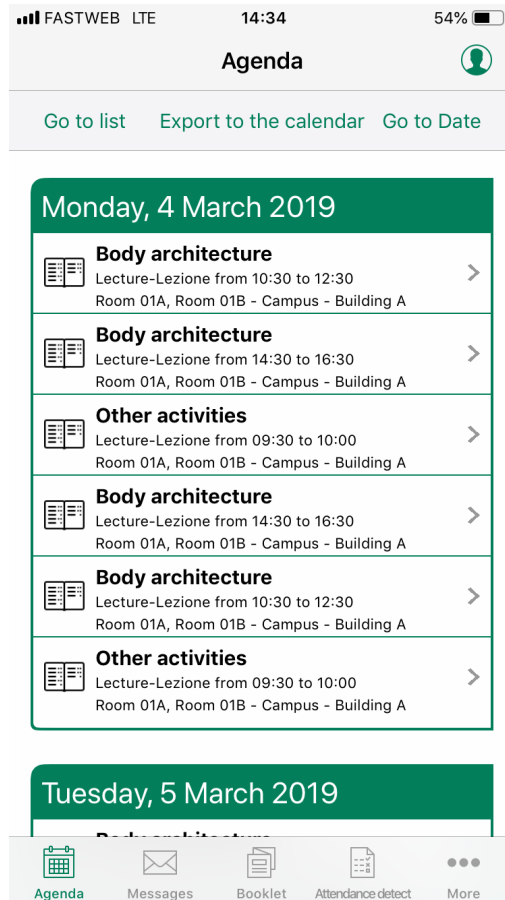 FASTWEB LTE 14:34 54%
Agenda
Go to list Export to the calendar Go to Date
Monday, 4 March 2019
Body architecture
Lecture-Lezione from 10:30 to 12:30
Room 01A, Room 01B - Campus - Building A
Body architecture
Lecture-Lezione from 14:30 to 16:30
Room 01A, Room 01B - Campus - Building A
Other activities
Lecture-Lezione from 09:30 to 10:00
Room 01A, Room 01B - Campus - Building A
Body architecture
Lecture-Lezione from 14:30 to 16:30
Room 01A, Room 01B - Campus - Building A
Body architecture
Lecture-Lezione from 10:30 to 12:30
Room 01A, Room 01B - Campus - Building A
Other activities
Lecture-Lezione from 09:30 to 10:00
Room 01A, Room 01B - Campus - Building A
Tuesday, 5 March 2019
Body architecture
Agenda Messages Booklet Attendance detect More